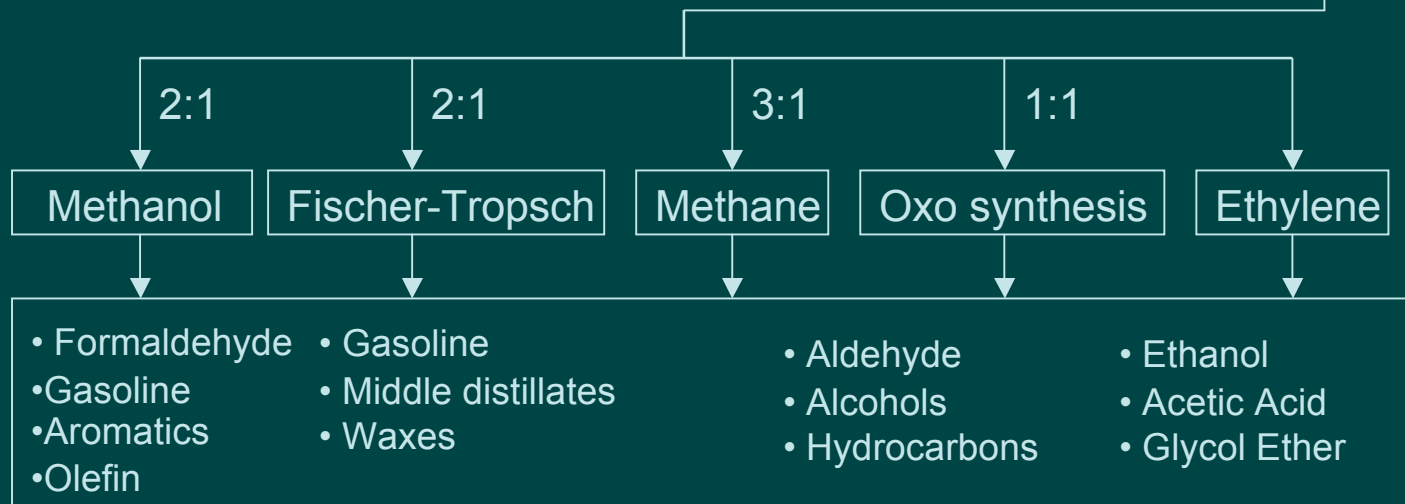 2:1
2:1
3:1
1:1
Methanol
Fischer-Tropsch
Methane
Oxo synthesis
Ethylene
• Formaldehyde
•Gasoline
•Aromatics
•Olefin
• Gasoline
• Middle distillates
• Waxes
• Aldehyde
• Alcohols
• Hydrocarbons
• Ethanol
• Acetic Acid
• Glycol Ether